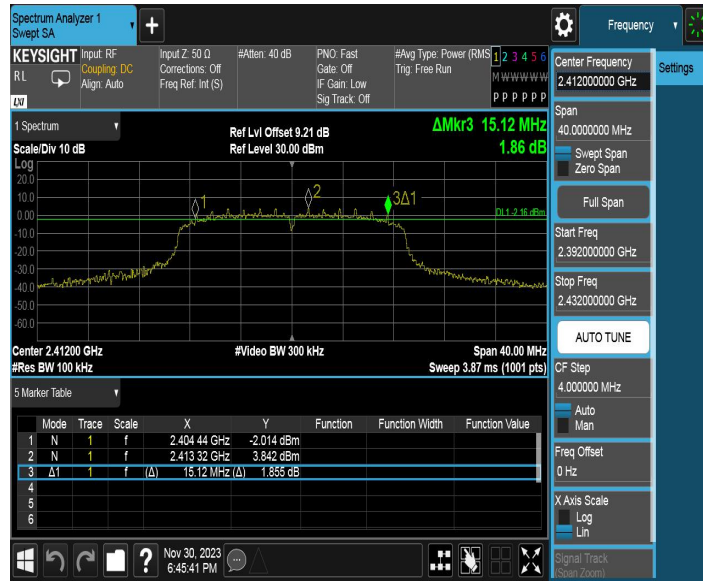 Spectrum Analyzer 1
Swept SA
+
Frequency
KEYSIGHT
RL
LXI
Input: RF
Coupling: DC
Align: Auto
Input Z: 50 Ω
Corrections: Off
Freq Ref: Int (S)
#Atten: 40 dB
PNO: Fast
Gate: Off
IF Gain: Low
Sig Track: Off
#Avg Type: Power (RMS
Trig: Free Run
1 2 3 4 5 6
M W W W W W
P P P P P P
Center Frequency
2.412000000 GHz
Settings
Span
40.0000000 MHz
Swept Span
Zero Span
Full Span
Start Freq
2.392000000 GHz
Stop Freq
2.432000000 GHz
AUTO TUNE
CF Step
4.000000 MHz
Auto
Man
Freq Offset
0 Hz
X Axis Scale
Log
Lin
Signal Track
(Span Zoom)
1 Spectrum
Scale/Div 10 dB
Ref Lvl Offset 9.21 dB
Ref Level 30.00 dBm
ΔMkr3 15.12 MHz
1.86 dB
Log
20.0
10.0
0.00
-10.0
-20.0
-30.0
-40.0
-50.0
-60.0
1
2
3Δ1
DL1 -2.16 dBm
Center 2.41200 GHz
#Res BW 100 kHz
#Video BW 300 kHz
Span 40.00 MHz
Sweep 3.87 ms (1001 pts)
5 Marker Table
Mode Trace Scale X Y Function Function Width Function Value
1 N 1 f 2.404 44 GHz -2.014 dBm
2 N 1 f 2.413 32 GHz 3.842 dBm
3 Δ1 1 f (Δ) 15.12 MHz (Δ) 1.855 dB
4
5
6
?
Nov 30, 2023
6:45:41 PM